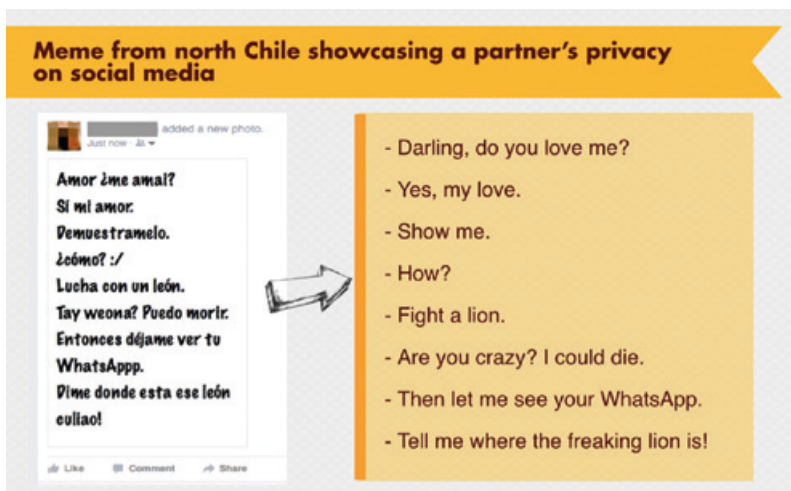 Meme from north Chile showcasing a partner's privacy
on social media
added a new photo.
Just now
Amor ¿me amai?
Sí mi amor.
Demuestramelo.
¿cómo? :/
Lucha con un león.
Tay weona? Puedo morir.
Entonces déjame ver tu
WhatsAppp.
Dime donde esta ese león
culiao!
Like Comment Share
- Darling, do you love me?
- Yes, my love.
- Show me.
- How?
- Fight a lion.
- Are you crazy? I could die.
- Then let me see your WhatsApp.
- Tell me where the freaking lion is!